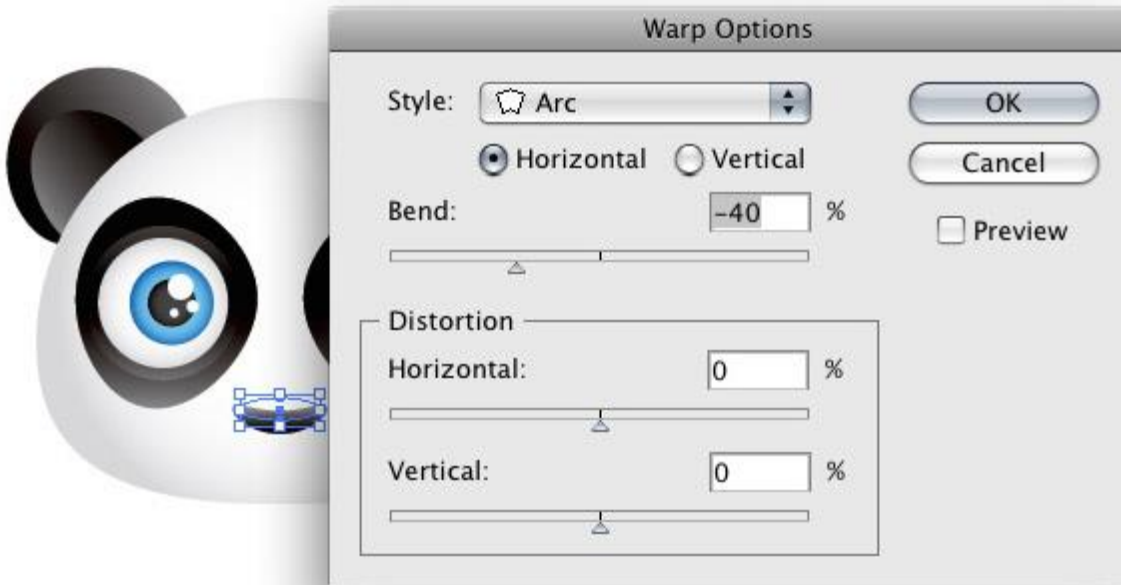 Warp Options
Style: Arc
OK
Horizontal Vertical
Cancel
Bend: -40 %
Preview
Distortion
Horizontal: 0 %
Vertical: 0 %